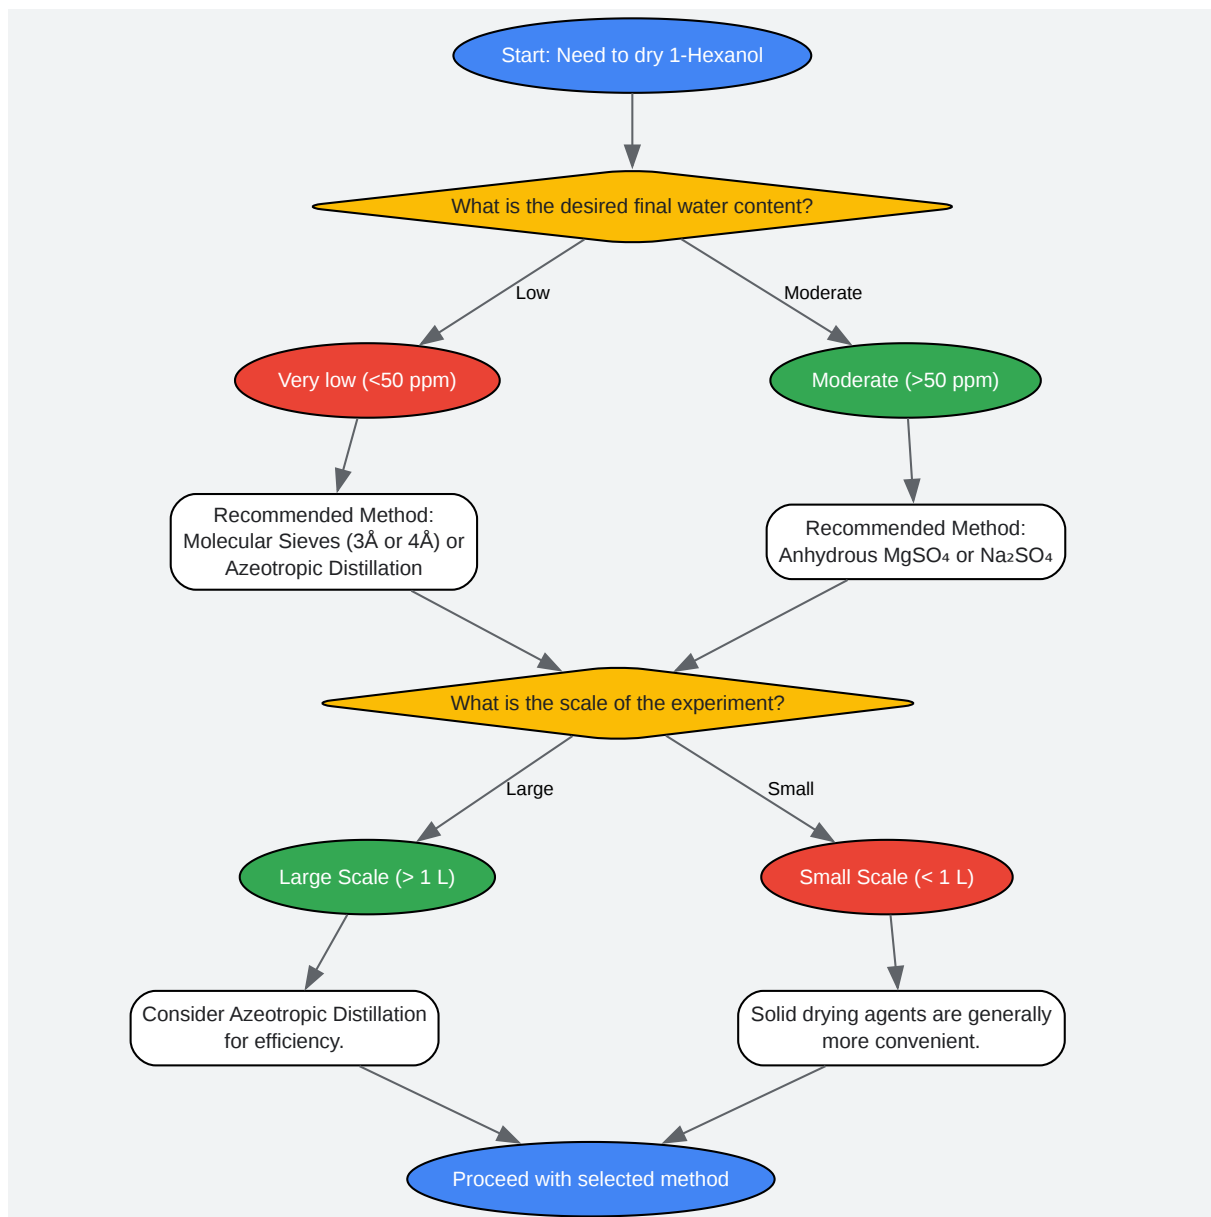 Start: Need to dry 1-Hexanol
What is the desired final water content?
Low
Moderate
Very low (<50 ppm)
Moderate (>50 ppm)
Recommended Method:
Molecular Sieves (3Å or 4Å) or
Azeotropic Distillation
Recommended Method:
Anhydrous MgSO₄ or Na₂SO₄
What is the scale of the experiment?
Large
Small
Large Scale (> 1 L)
Small Scale (< 1 L)
Consider Azeotropic Distillation
for efficiency.
Solid drying agents are generally
more convenient.
Proceed with selected method